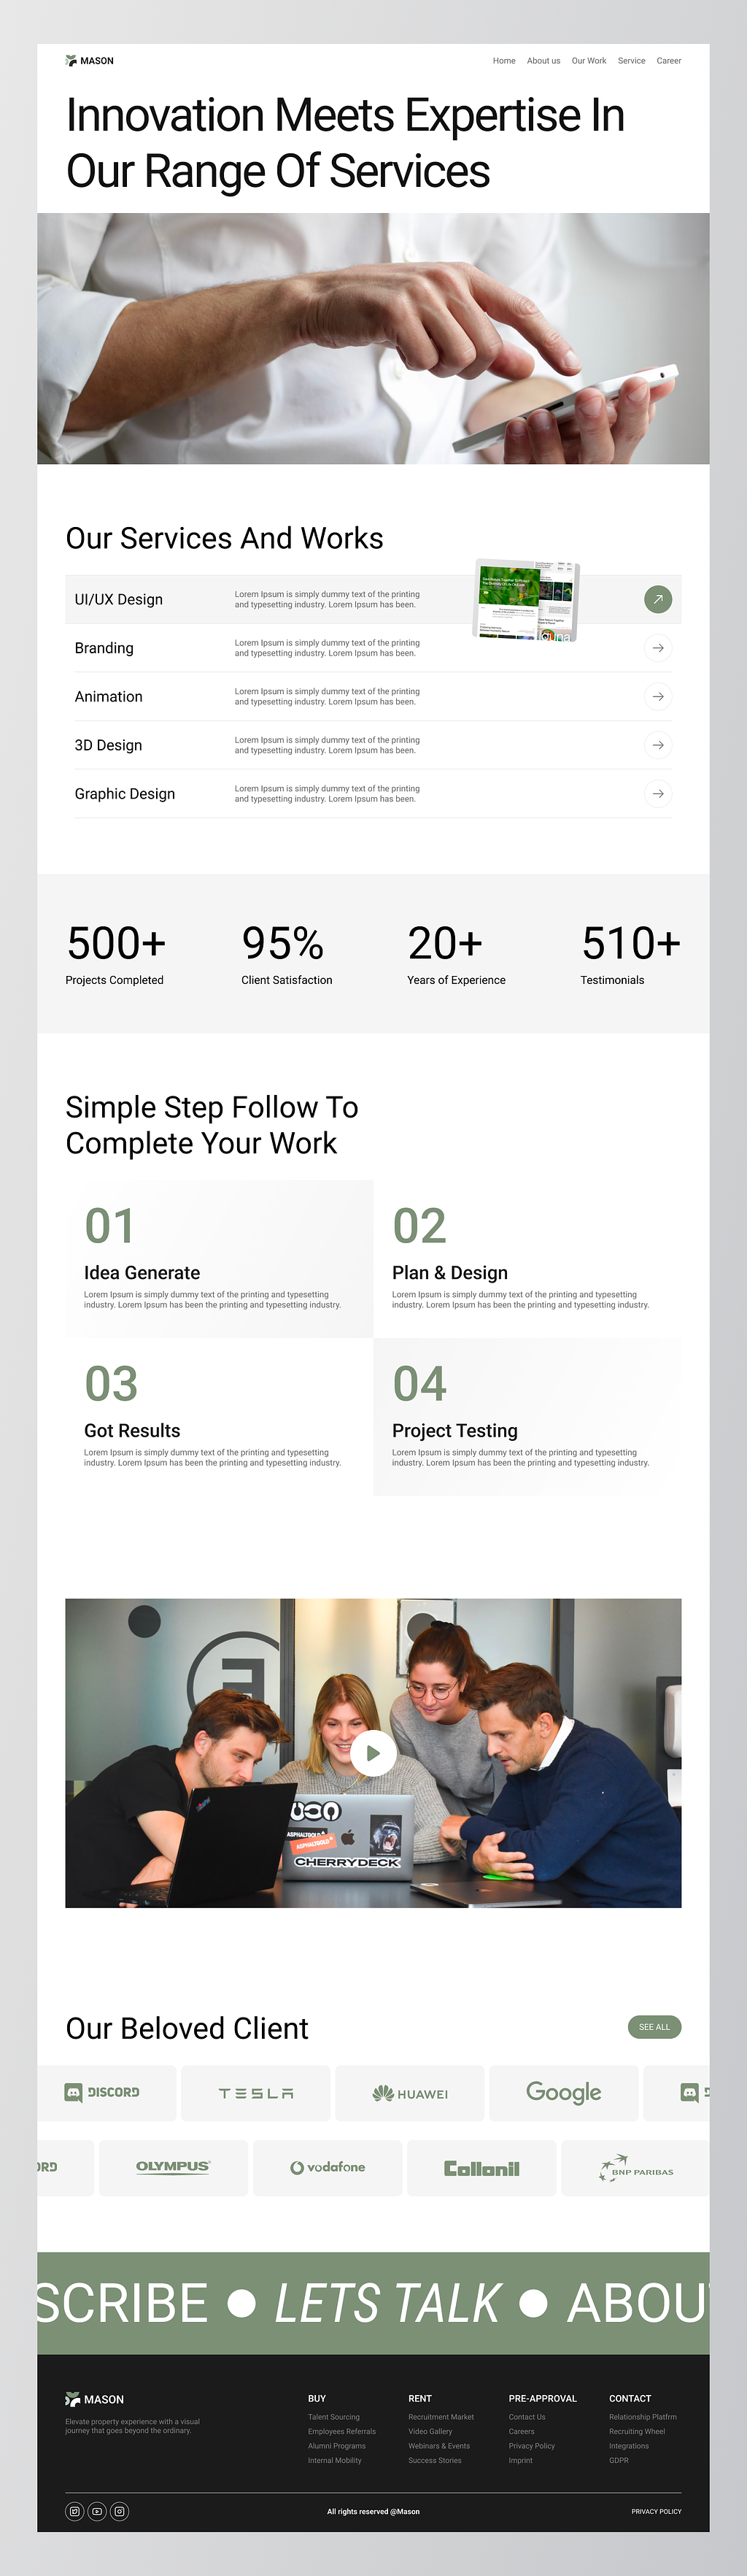 MASON
Home About us Our Work Service Career
Innovation Meets Expertise In
Our Range Of Services
Our Services And Works
UI/UX Design
Lorem Ipsum is simply dummy text of the printing
and typesetting industry. Lorem Ipsum has been.
Branding
Lorem Ipsum is simply dummy text of the printing
and typesetting industry. Lorem Ipsum has been.
Animation
Lorem Ipsum is simply dummy text of the printing
and typesetting industry. Lorem Ipsum has been.
3D Design
Lorem Ipsum is simply dummy text of the printing
and typesetting industry. Lorem Ipsum has been.
Graphic Design
Lorem Ipsum is simply dummy text of the printing
and typesetting industry. Lorem Ipsum has been.
500+ 95% 20+ 510+
Projects Completed Client Satisfaction Years of Experience Testimonials
Simple Step Follow To
Complete Your Work
01
Idea Generate
Lorem Ipsum is simply dummy text of the printing and typesetting
industry. Lorem Ipsum has been the printing and typesetting industry.
02
Plan & Design
Lorem Ipsum is simply dummy text of the printing and typesetting
industry. Lorem Ipsum has been the printing and typesetting industry.
03
Got Results
Lorem Ipsum is simply dummy text of the printing and typesetting
industry. Lorem Ipsum has been the printing and typesetting industry.
04
Project Testing
Lorem Ipsum is simply dummy text of the printing and typesetting
industry. Lorem Ipsum has been the printing and typesetting industry.
ASPHALTGOLD
ASPHALTGOLD
CHERRYDECK
Our Beloved Client
SEE ALL
DISCORD TESLA HUAWEI Google D
ORD OLYMPUS vodafone Collonil BNP PARIBAS
SCRIBE ● LETS TALK ● ABOU
MASON
Elevate property experience with a visual
journey that goes beyond the ordinary.
BUY
Talent Sourcing
Employees Referrals
Alumni Programs
Internal Mobility
RENT
Recruitment Market
Video Gallery
Webinars & Events
Success Stories
PRE-APPROVAL
Contact Us
Careers
Privacy Policy
Imprint
CONTACT
Relationship Platfrm
Recruiting Wheel
Integrations
GDPR
All rights reserved @Mason
PRIVACY POLICY